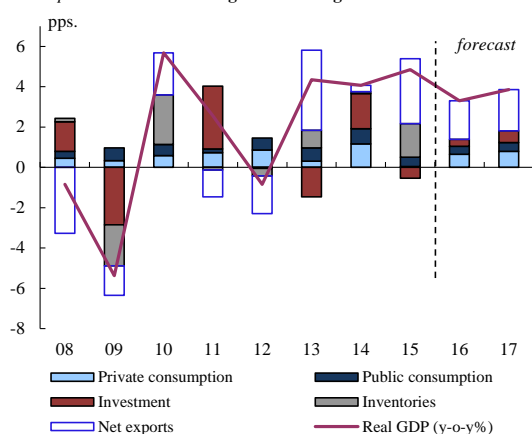 pps.
6
forecast
4
2
0
-2
-4
-6
-8
08 09 10 11 12 13 14 15 16 17
Private consumption Public consumption
Investment Inventories
Net exports Real GDP (y-o-y%)